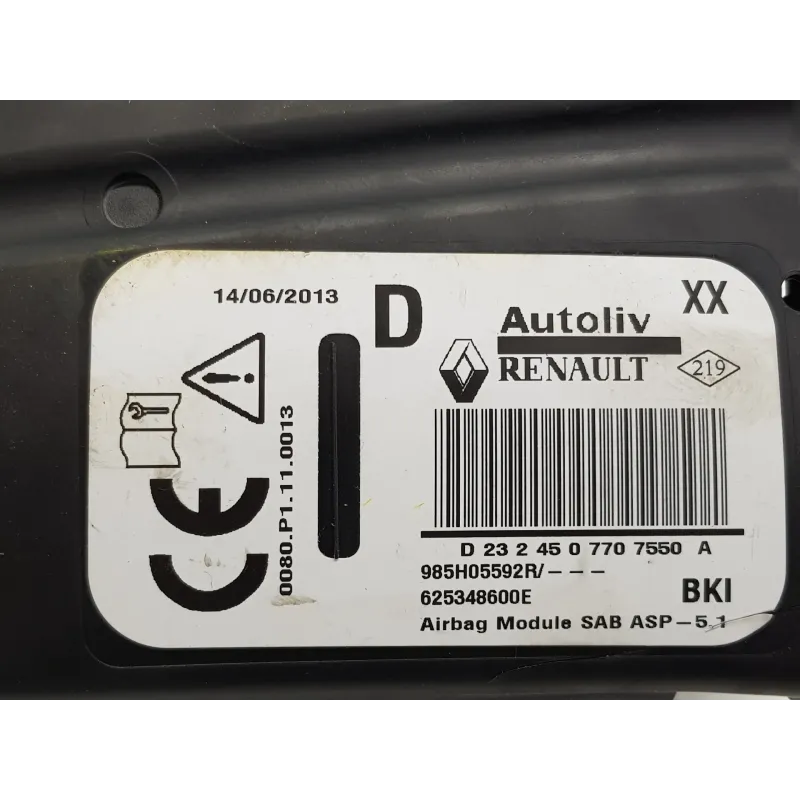 14/06/2013
D
Autoliv
XX
RENAULT
219
CE
0080.P1.11.0013
D 23 2 45 0 770 7550 A
985H05592R/---
625348600E
BKI
Airbag Module SAB ASP-5.1